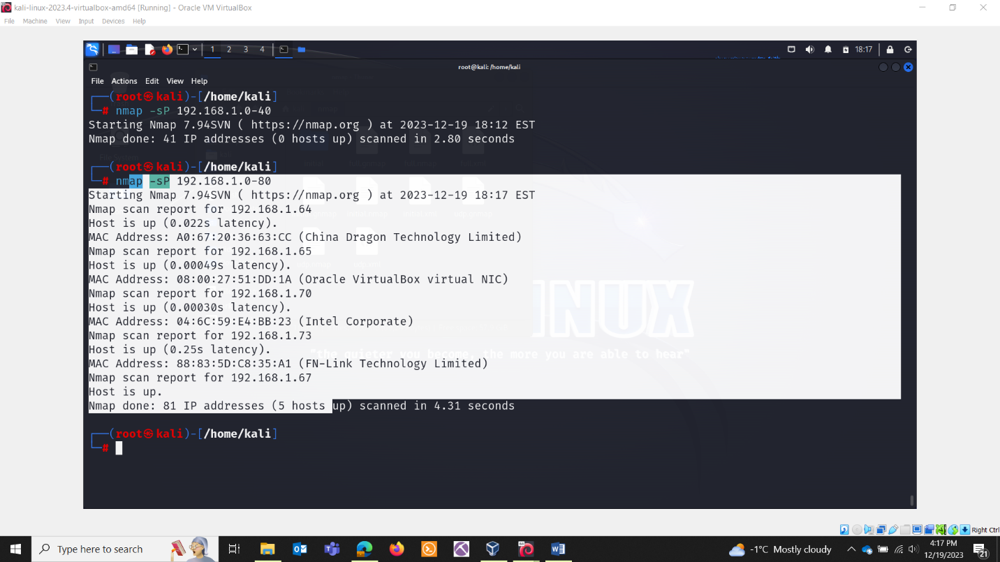 kali-linux-2023.4-virtualbox-amd64 [Running] - Oracle VM VirtualBox
File Machine View Input Devices Help
1 2 3 4 18:17
root@kali: /home/kali
File Actions Edit View Help
┌──(root㉿kali)-[/home/kali]
└─# nmap -sP 192.168.1.0-40
Starting Nmap 7.94SVN ( https://nmap.org ) at 2023-12-19 18:12 EST
Nmap done: 41 IP addresses (0 hosts up) scanned in 2.80 seconds
┌──(root㉿kali)-[/home/kali]
└─# nmap -sP 192.168.1.0-80
Starting Nmap 7.94SVN ( https://nmap.org ) at 2023-12-19 18:17 EST
Nmap scan report for 192.168.1.64
Host is up (0.022s latency).
MAC Address: A0:67:20:36:63:CC (China Dragon Technology Limited)
Nmap scan report for 192.168.1.65
Host is up (0.00049s latency).
MAC Address: 08:00:27:51:DD:1A (Oracle VirtualBox virtual NIC)
Nmap scan report for 192.168.1.70
Host is up (0.00030s latency).
MAC Address: 04:6C:59:E4:BB:23 (Intel Corporate)
Nmap scan report for 192.168.1.73
Host is up (0.25s latency).
MAC Address: 88:83:5D:C8:35:A1 (FN-Link Technology Limited)
Nmap scan report for 192.168.1.67
Host is up.
Nmap done: 81 IP addresses (5 hosts up) scanned in 4.31 seconds
INUX
"the quieter you become, the more you are able to hear"
┌──(root㉿kali)-[/home/kali]
└─#
Right Ctrl
Type here to search
-1°C Mostly cloudy
4:17 PM
12/19/2023
21